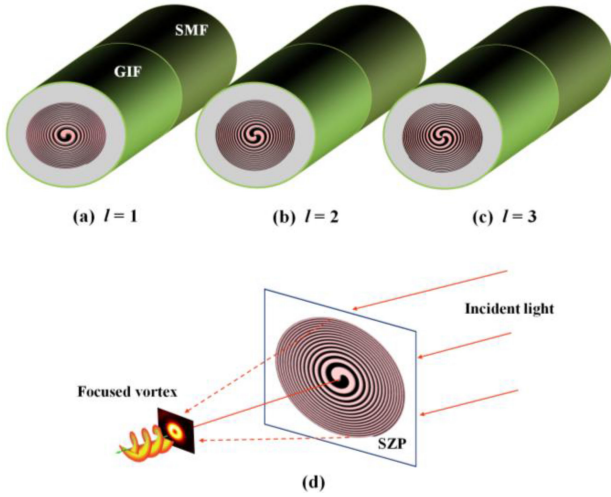 SMF
GIF
(a) l = 1
(b) l = 2
(c) l = 3
Incident light
Focused vortex
SZP
(d)